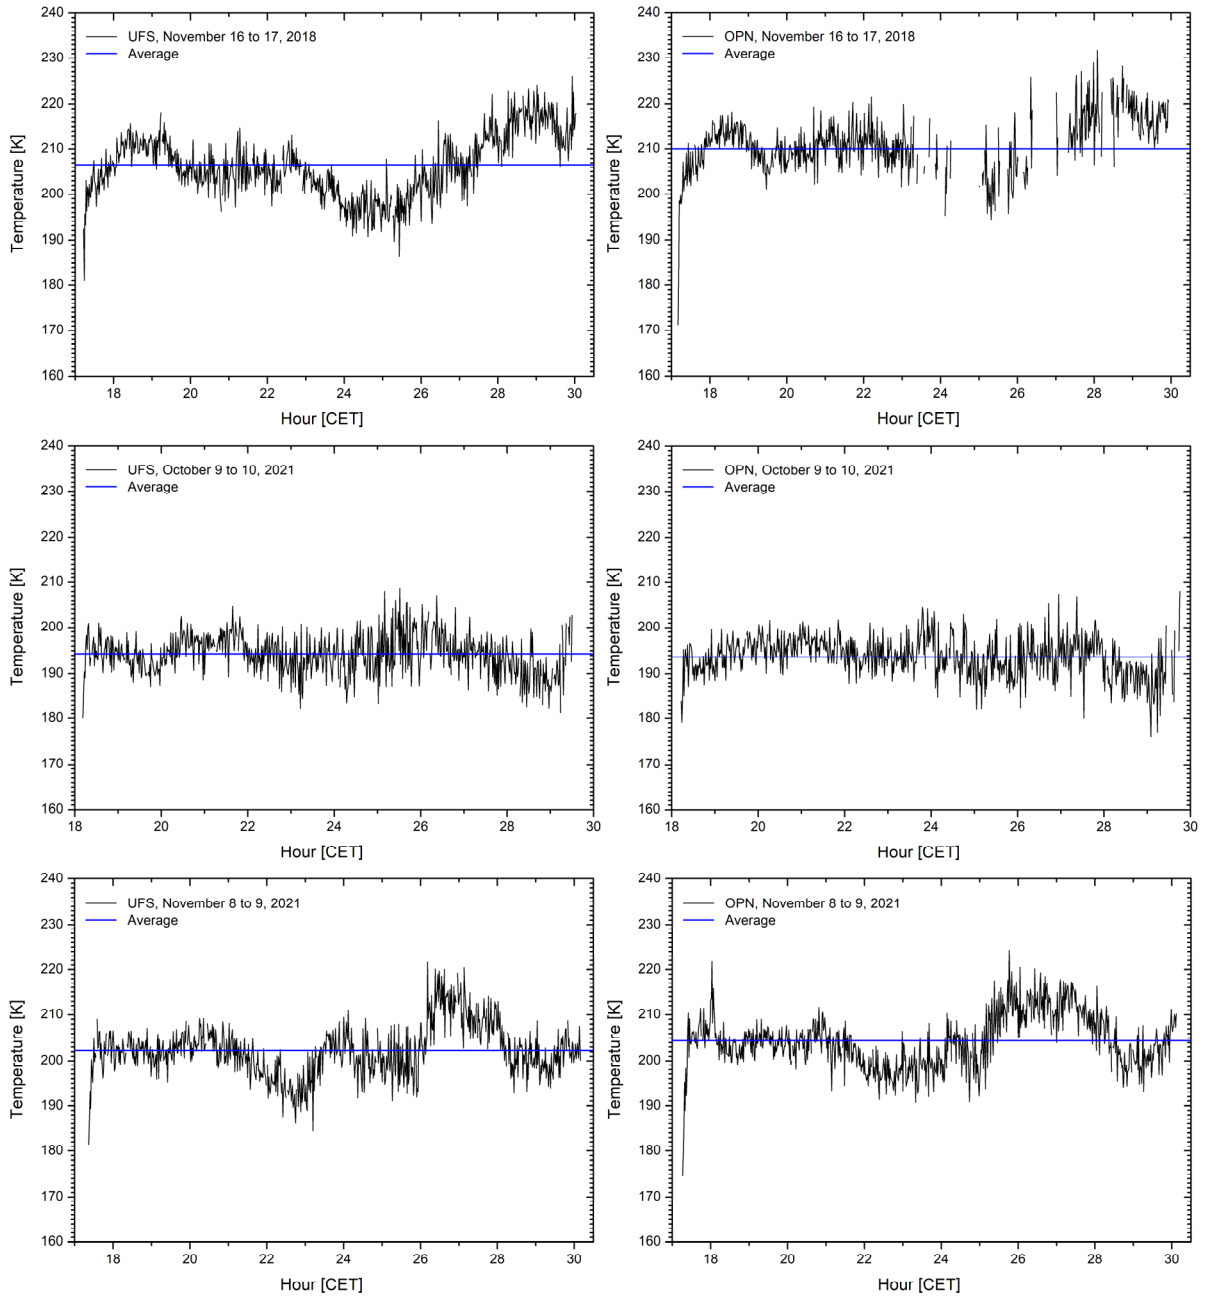 240
230
220
210
200
190
180
170
160
Temperature [K]
UFS, November 16 to 17, 2018
Average
18 20 22 24 26 28 30
Hour [CET]
240
230
220
210
200
190
180
170
160
Temperature [K]
OPN, November 16 to 17, 2018
Average
18 20 22 24 26 28 30
Hour [CET]
240
230
220
210
200
190
180
170
160
Temperature [K]
UFS, October 9 to 10, 2021
Average
18 20 22 24 26 28 30
Hour [CET]
240
230
220
210
200
190
180
170
160
Temperature [K]
OPN, October 9 to 10, 2021
Average
18 20 22 24 26 28 30
Hour [CET]
240
230
220
210
200
190
180
170
160
Temperature [K]
UFS, November 8 to 9, 2021
Average
18 20 22 24 26 28 30
Hour [CET]
240
230
220
210
200
190
180
170
160
Temperature [K]
OPN, November 8 to 9, 2021
Average
18 20 22 24 26 28 30
Hour [CET]